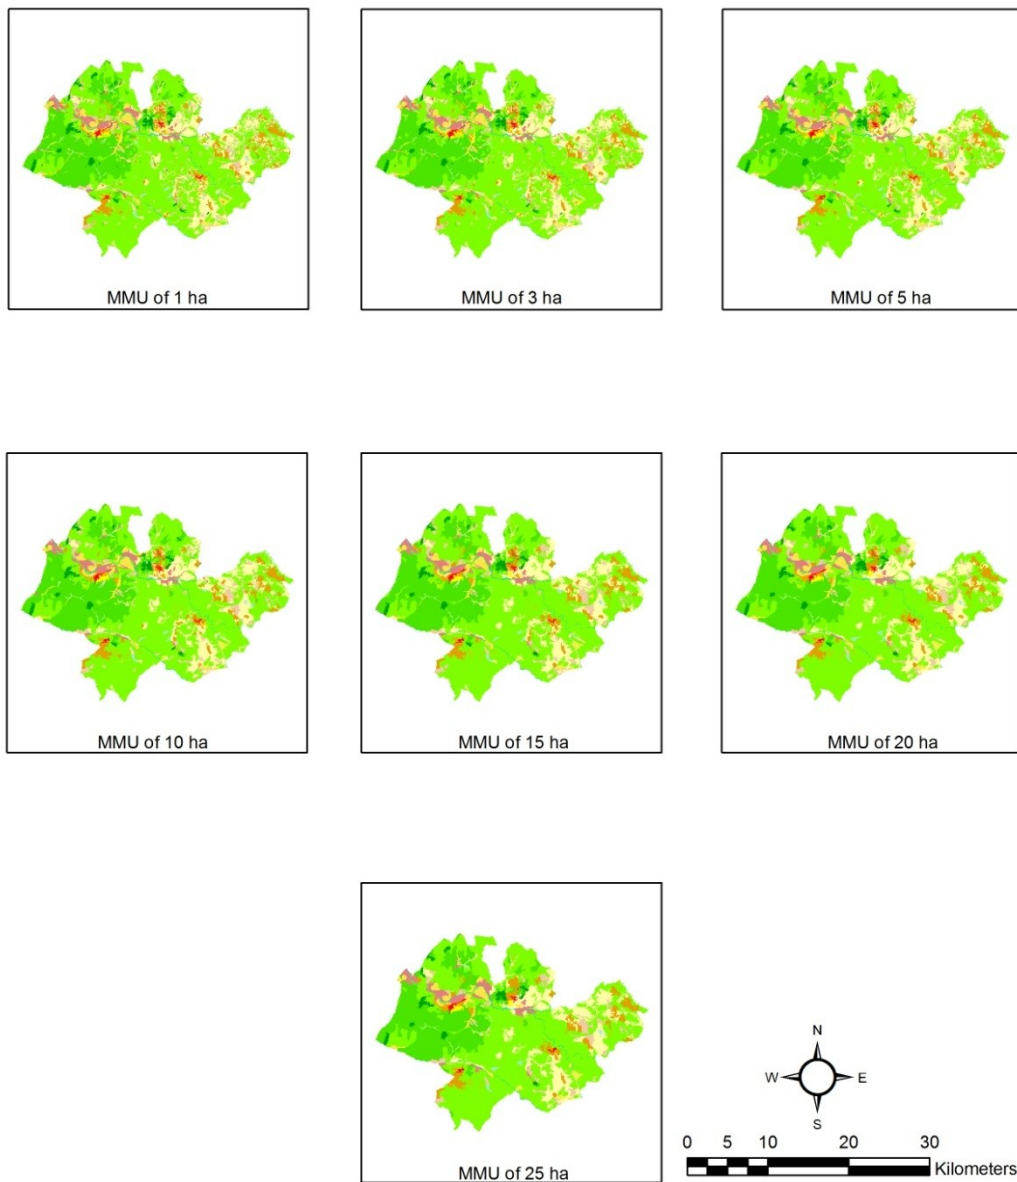 MMU of 1 ha
MMU of 3 ha
MMU of 5 ha
MMU of 10 ha
MMU of 15 ha
MMU of 20 ha
MMU of 25 ha
N
W E
S
0 5 10 20 30
Kilometers